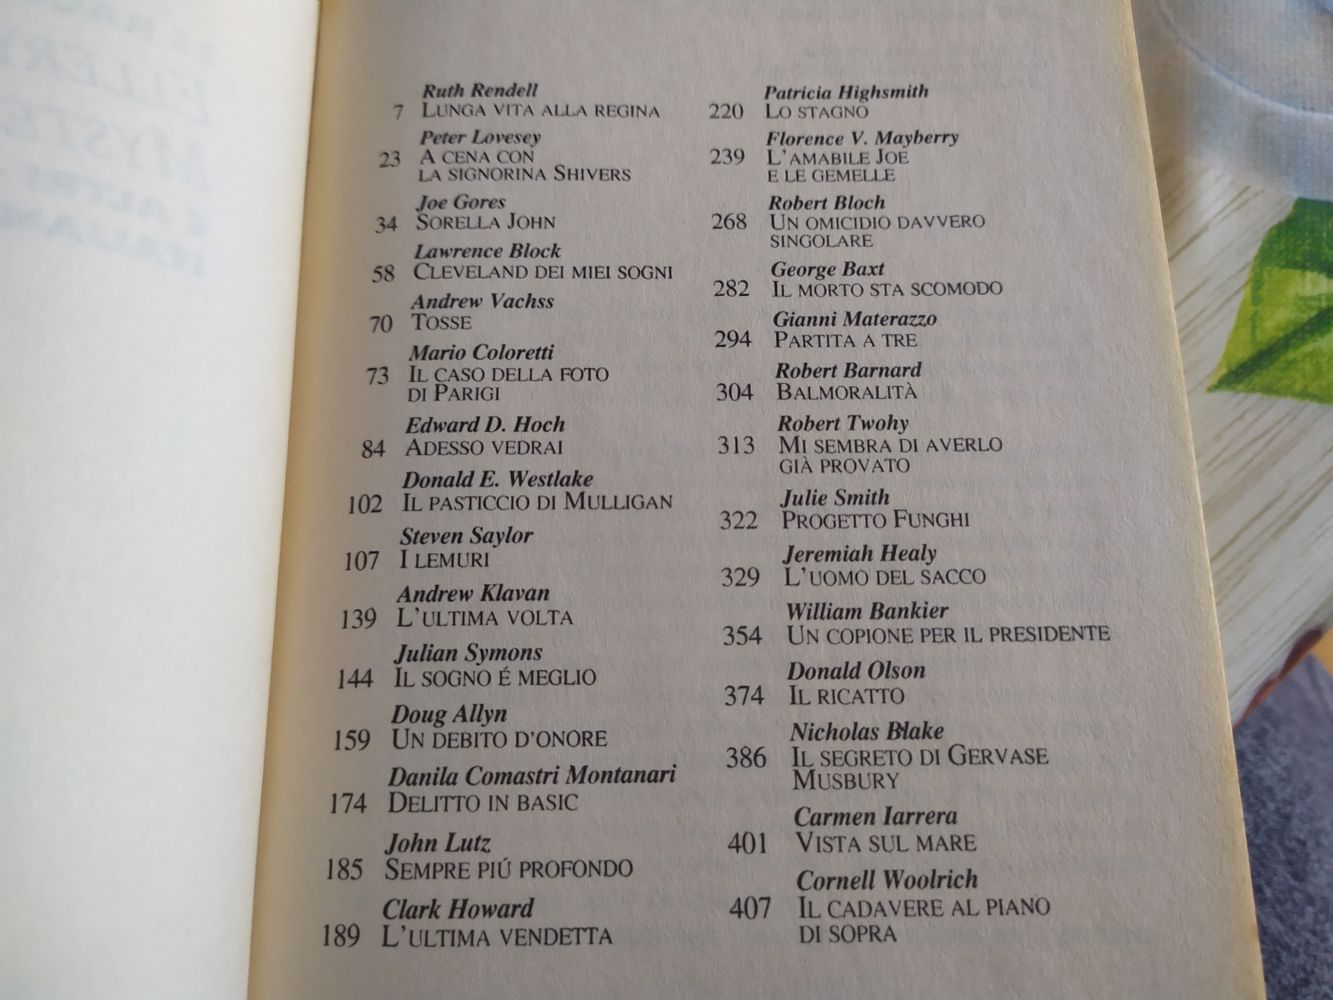 Ruth Rendell
7 LUNGA VITA ALLA REGINA
Peter Lovesey
23 A CENA CON
LA SIGNORINA SHIVERS
Joe Gores
34 SORELLA JOHN
Lawrence Block
58 CLEVELAND DEI MIEI SOGNI
Andrew Vachss
70 TOSSE
Mario Coloretti
73 IL CASO DELLA FOTO
DI PARIGI
Edward D. Hoch
84 ADESSO VEDRAI
Donald E. Westlake
102 IL PASTICCIO DI MULLIGAN
Steven Saylor
107 I LEMURI
Andrew Klavan
139 L'ULTIMA VOLTA
Julian Symons
144 IL SOGNO É MEGLIO
Doug Allyn
159 UN DEBITO D'ONORE
Danila Comastri Montanari
174 DELITTO IN BASIC
John Lutz
185 SEMPRE PIÚ PROFONDO
Clark Howard
189 L'ULTIMA VENDETTA
Patricia Highsmith
220 LO STAGNO
Florence V. Mayberry
239 L'AMABILE JOE
E LE GEMELLE
Robert Bloch
268 UN OMICIDIO DAVVERO
SINGOLARE
George Baxt
282 IL MORTO STA SCOMODO
Gianni Materazzo
294 PARTITA A TRE
Robert Barnard
304 BALMORALITÀ
Robert Twohy
313 MI SEMBRA DI AVERLO
GIÀ PROVATO
Julie Smith
322 PROGETTO FUNGHI
Jeremiah Healy
329 L'UOMO DEL SACCO
William Bankier
354 UN COPIONE PER IL PRESIDENTE
Donald Olson
374 IL RICATTO
Nicholas Blake
386 IL SEGRETO DI GERVASE
MUSBURY
Carmen Iarrera
401 VISTA SUL MARE
Cornell Woolrich
407 IL CADAVERE AL PIANO
DI SOPRA